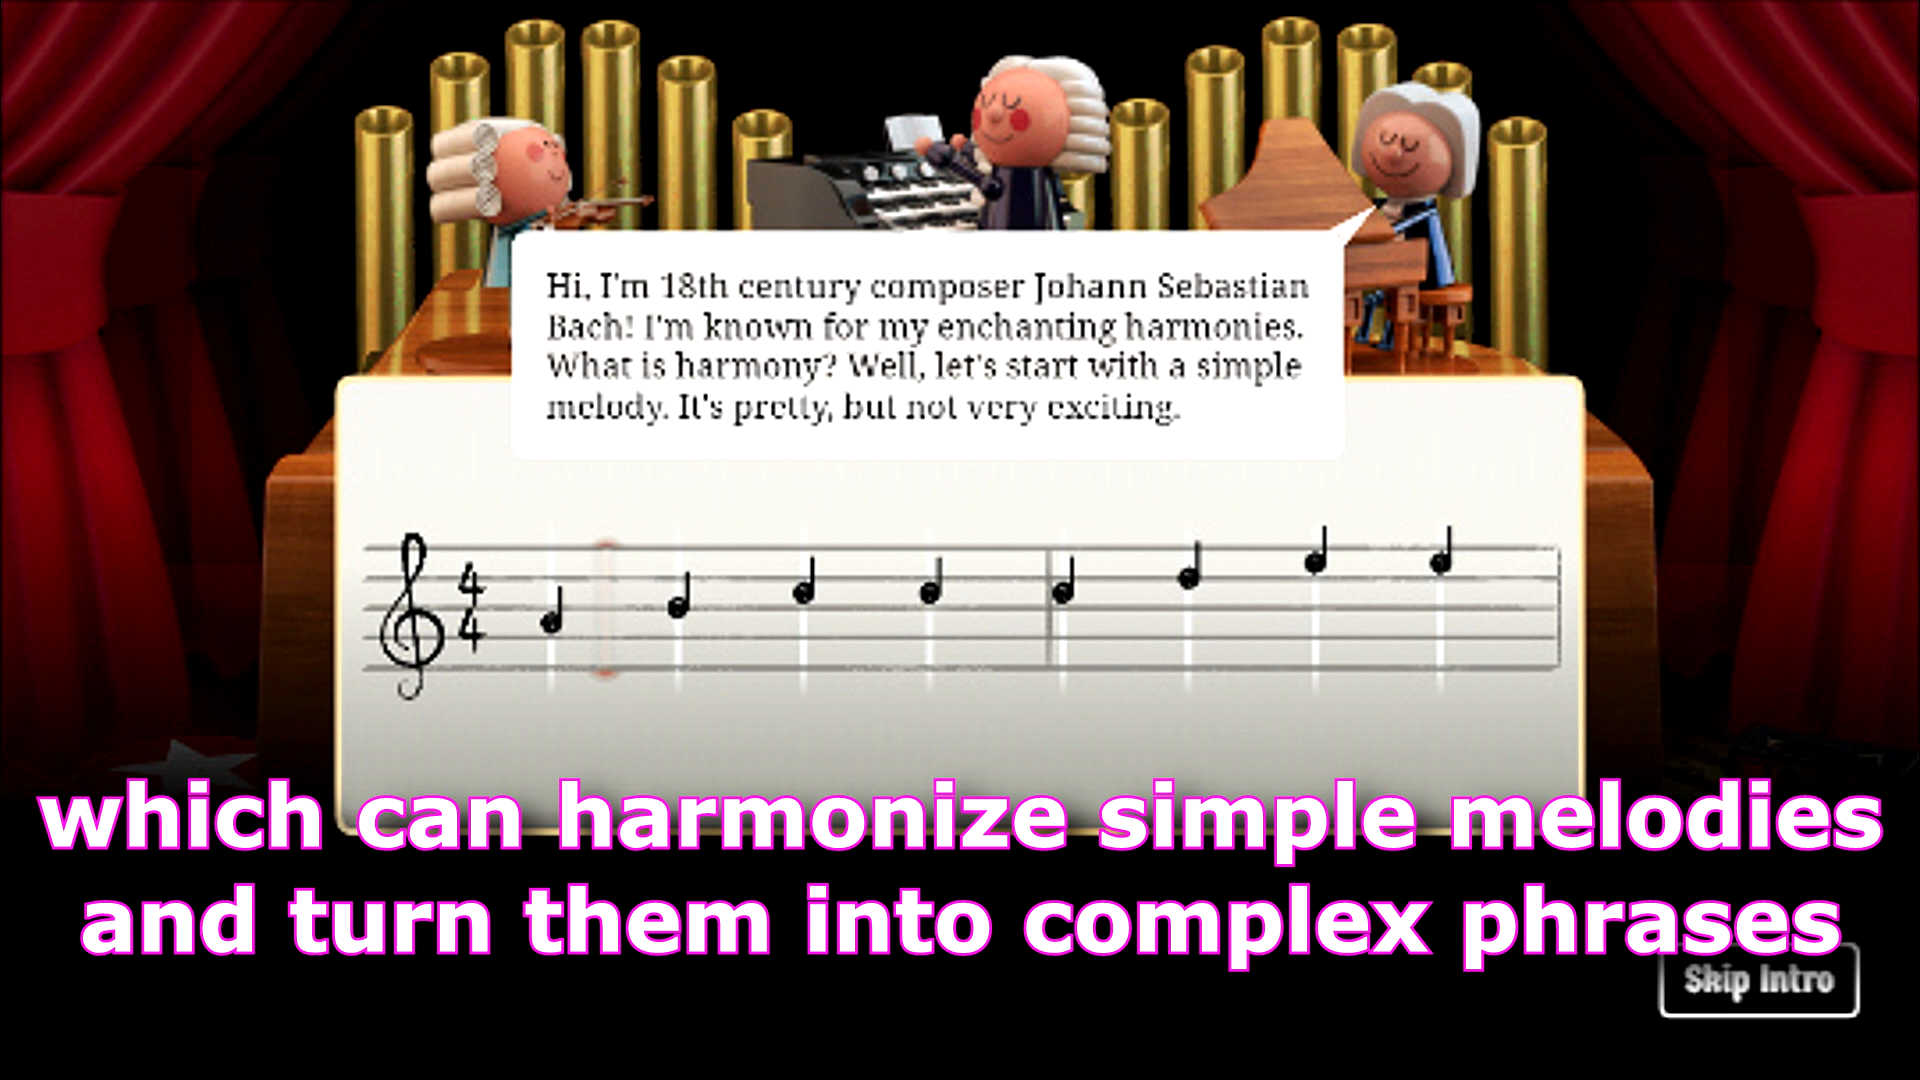 Hi, I'm 18th century composer Johann Sebastian
Bach! I'm known for my enchanting harmonies.
What is harmony? Well, let's start with a simple
melody. It's pretty, but not very exciting.
4
4
which can harmonize simple melodies
and turn them into complex phrases
Skip Intro